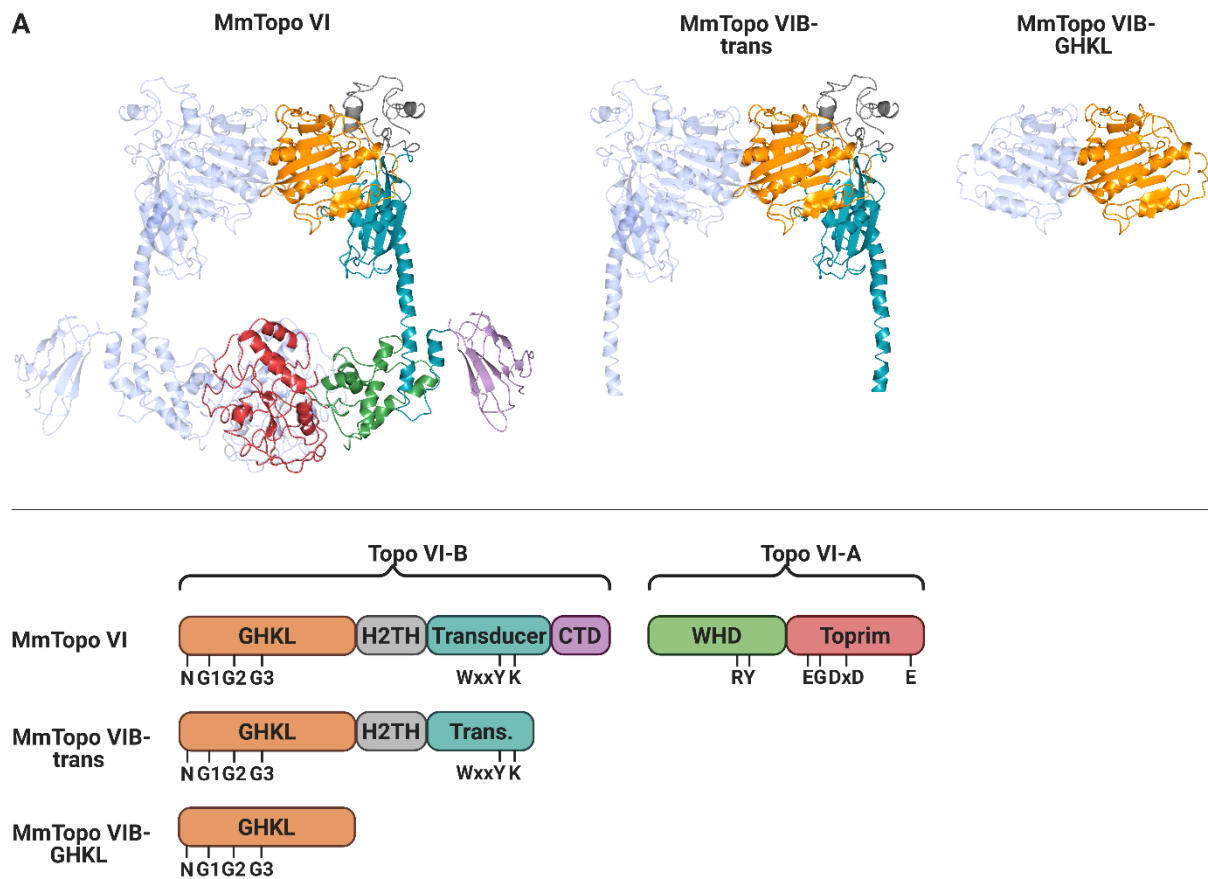 A
MmTopo VI
MmTopo VIB-
trans
MmTopo VIB-
GHKL
Topo VI-B
Topo VI-A
MmTopo VI
GHKL
H2TH
Transducer
CTD
WHD
Toprim
N G1 G2 G3
WxxY K
RY
EGDxD
E
MmTopo VIB-
trans
GHKL
H2TH
Trans.
N G1 G2 G3
WxxY K
MmTopo VIB-
GHKL
GHKL
N G1 G2 G3